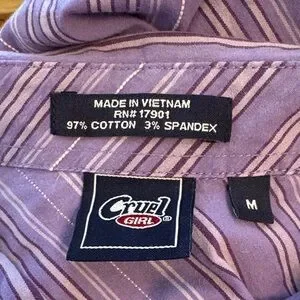 MADE IN VIETNAM
RN# 17901
97% COTTON 3% SPANDEX
Cruel
GIRL®
M